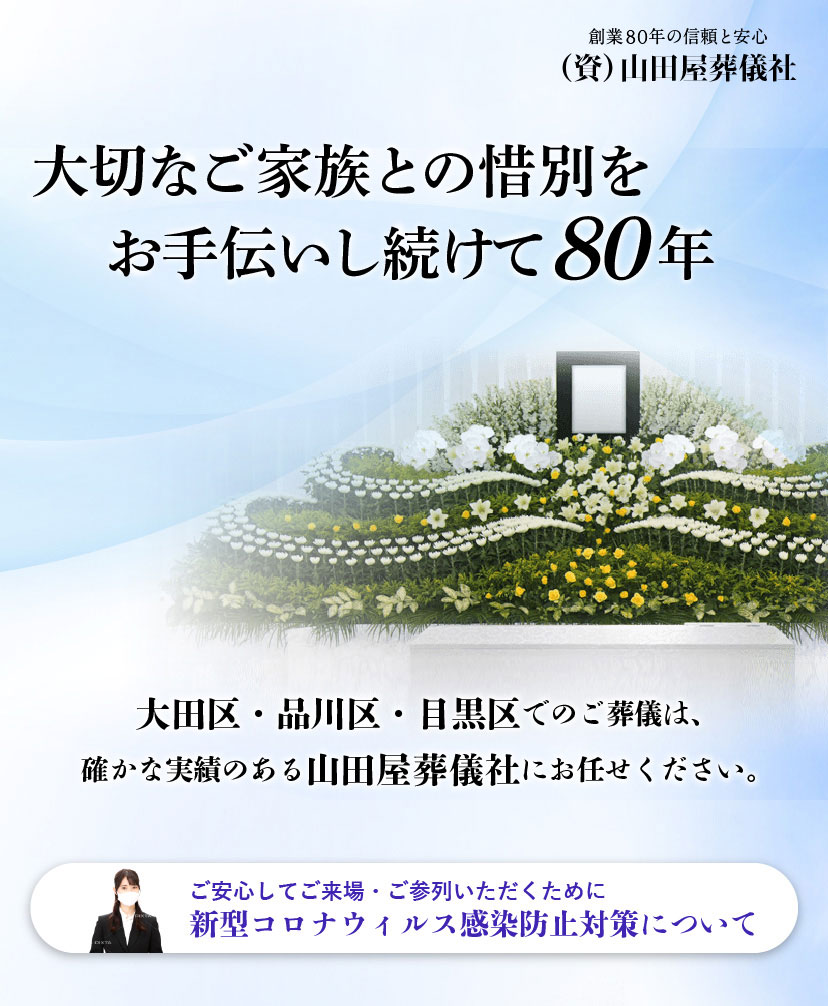 創業80年の信頼と安心
（資）山田屋葬儀社
大切なご家族との惜別を
お手伝いし続けて80年
大田区・品川区・目黒区でのご葬儀は、
確かな実績のある山田屋葬儀社にお任せください。
ご安心してご来場・ご参列いただくために
新型コロナウィルス感染防止対策について